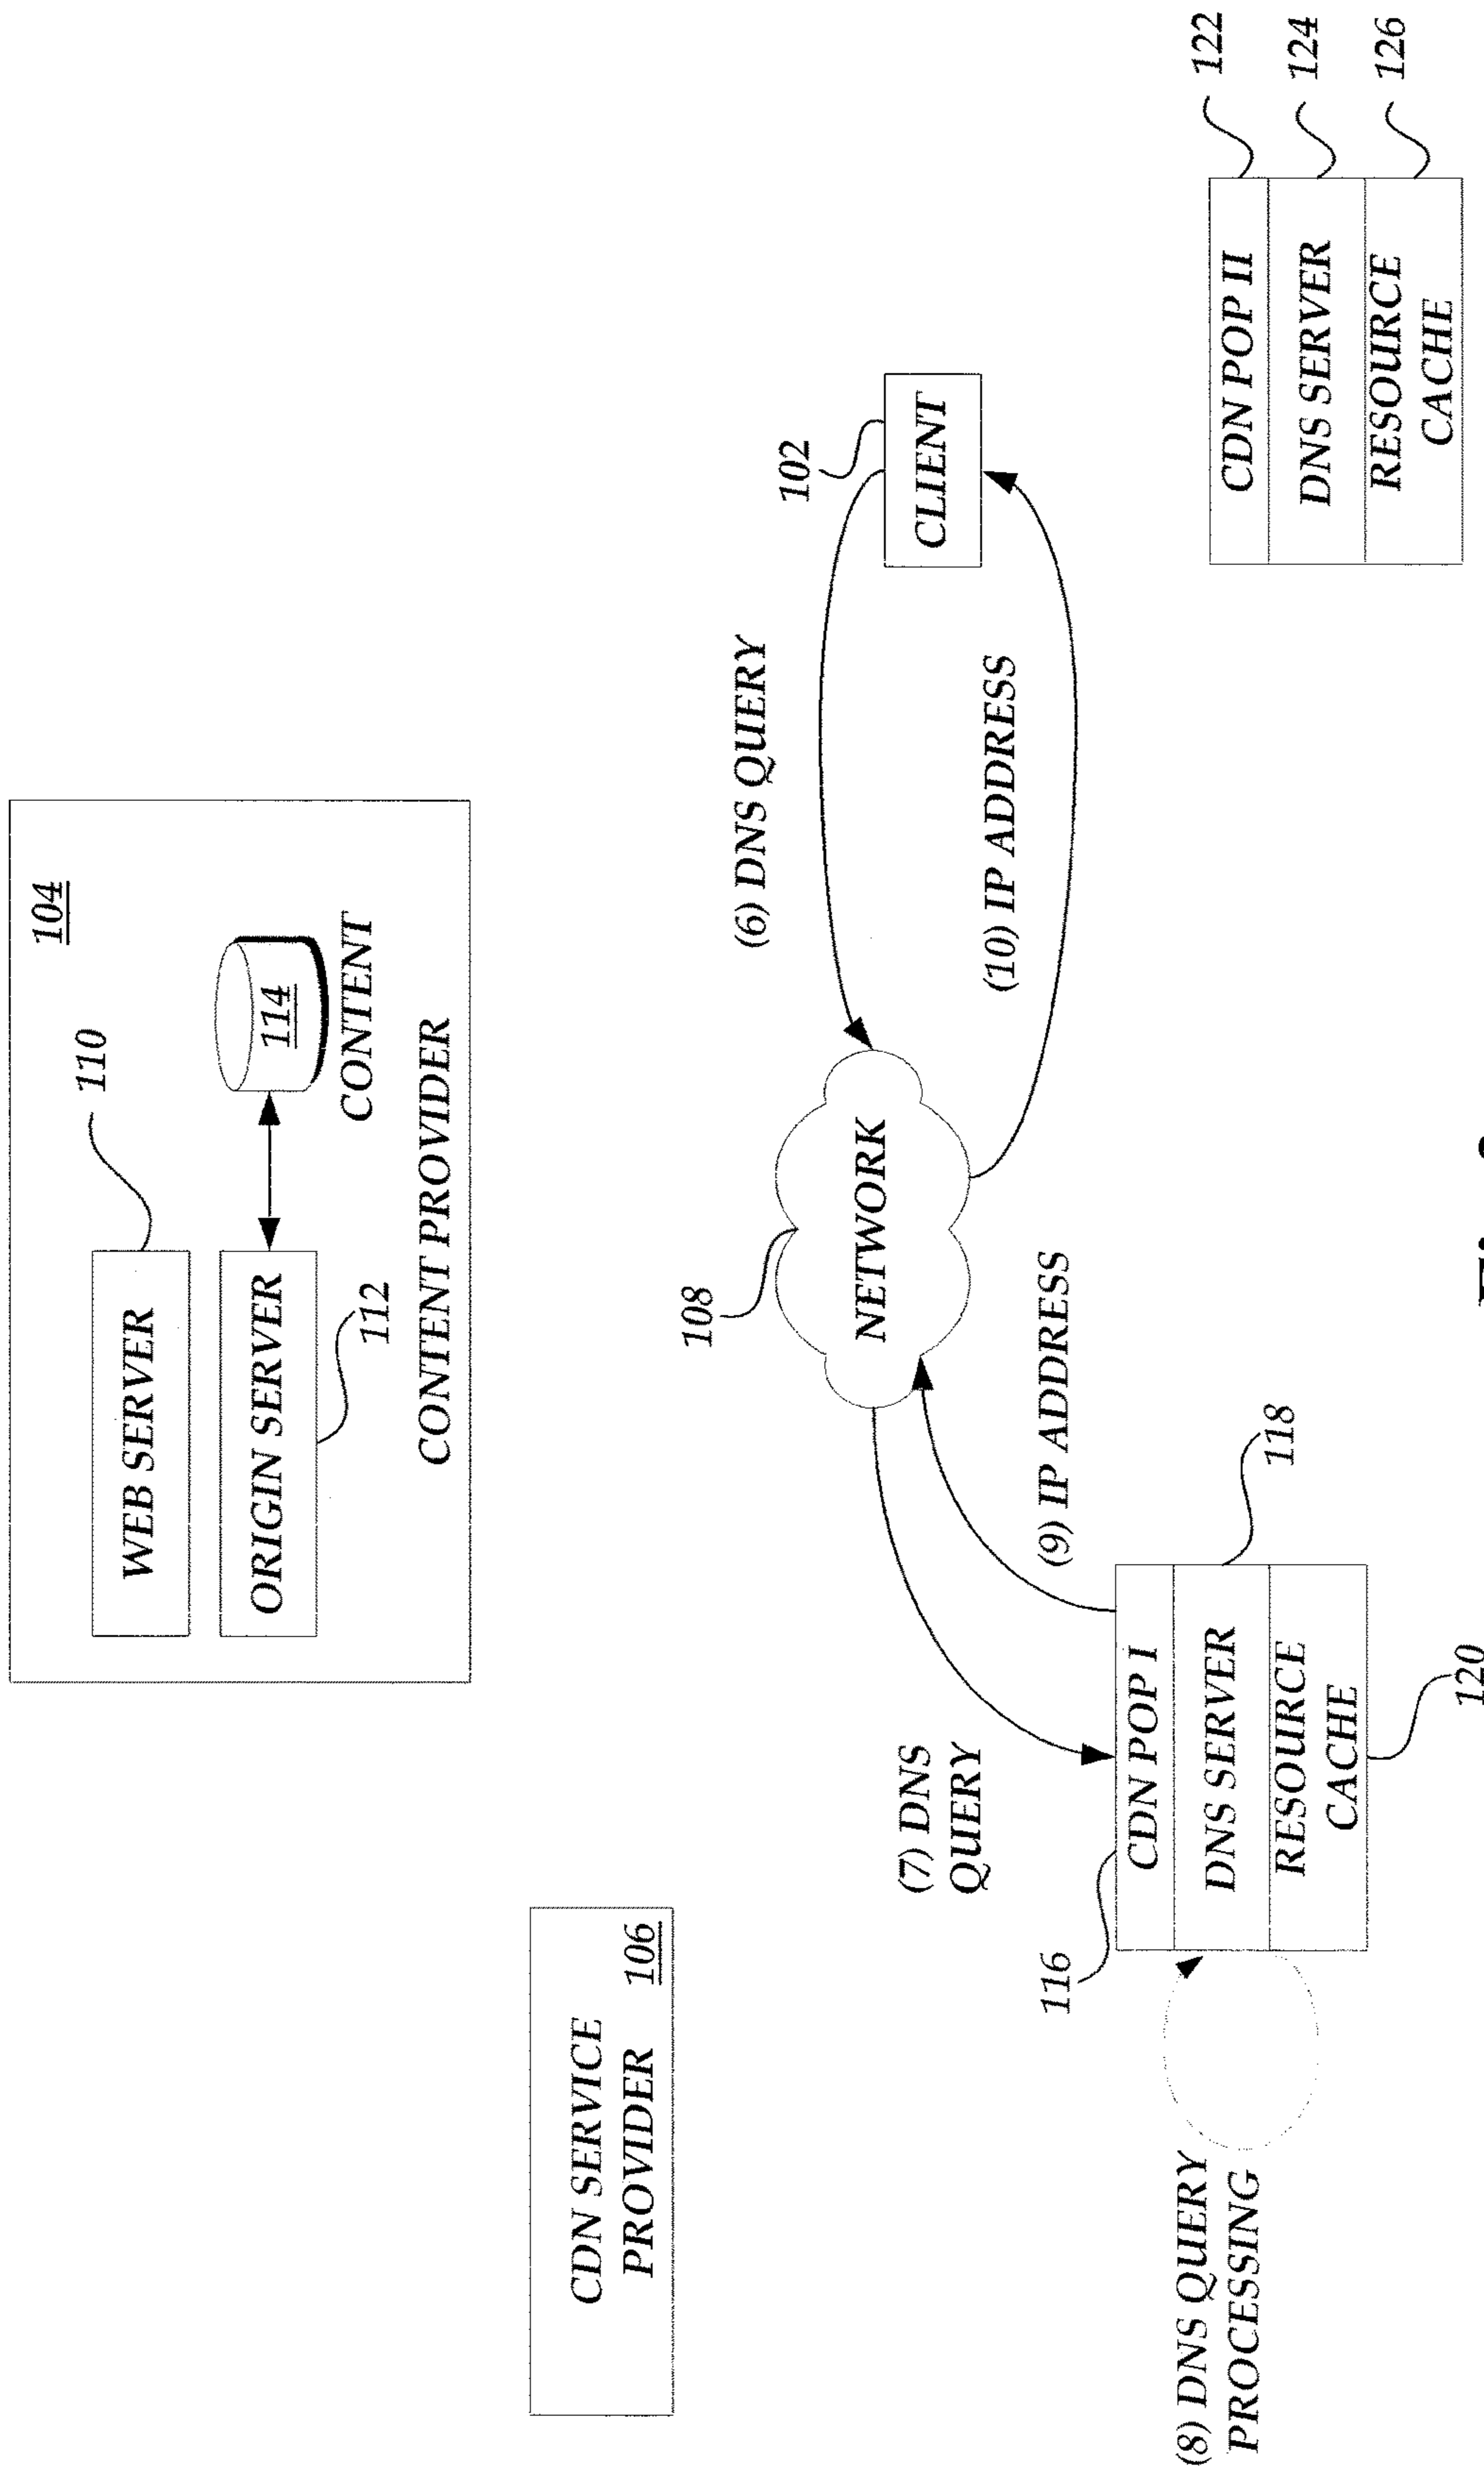 104
110
WEB SERVER
ORIGIN SERVER
112
114
CONTENT
CONTENT PROVIDER
CDN SERVICE
PROVIDER
106
108
NETWORK
102
CLIENT
(6) DNS QUERY
(10) IP ADDRESS
(7) DNS
QUERY
(9) IP ADDRESS
116
CDN POP I
118
DNS SERVER
RESOURCE
CACHE
120
(8) DNS QUERY
PROCESSING
CDN POP II
122
DNS SERVER
124
RESOURCE
CACHE
126